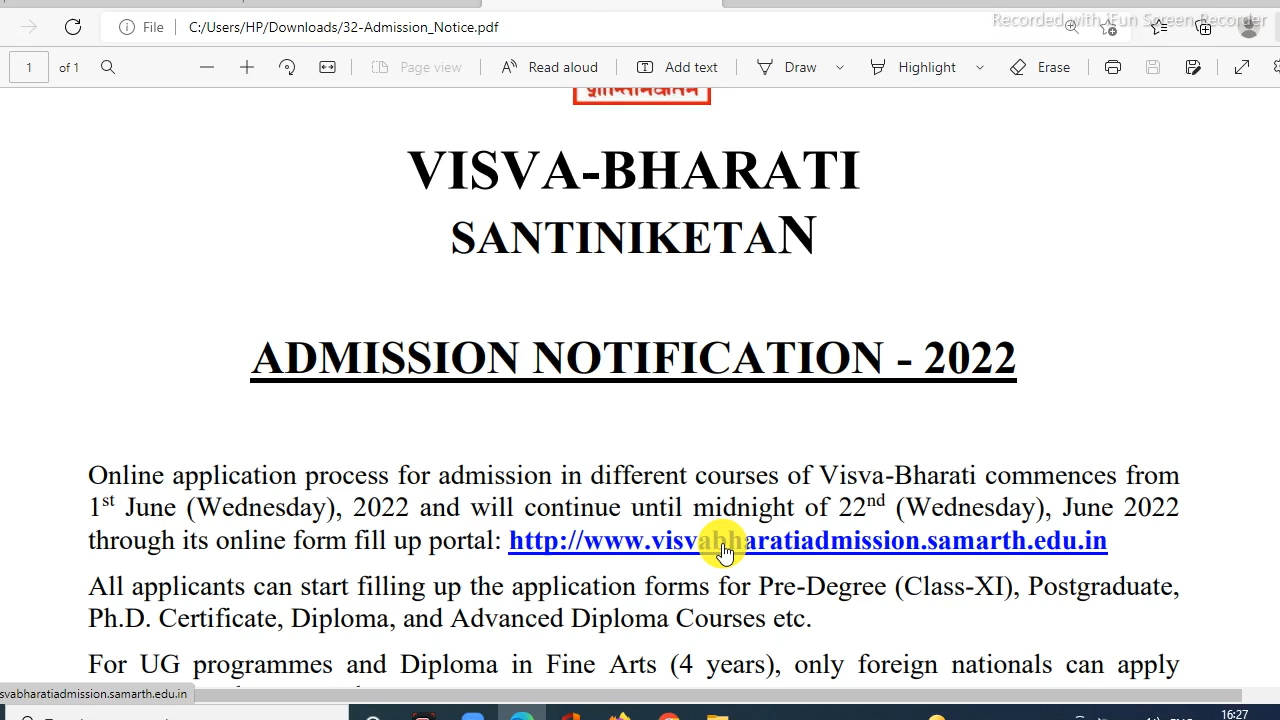 Recorded with iFun Screen Recorder
File C:/Users/HP/Downloads/32-Admission_Notice.pdf
1 of 1 Page view Read aloud Add text Draw Highlight Erase
VISVA-BHARATI
SANTINIKETAN
ADMISSION NOTIFICATION - 2022
Online application process for admission in different courses of Visva-Bharati commences from
1st June (Wednesday), 2022 and will continue until midnight of 22nd (Wednesday), June 2022
through its online form fill up portal: http://www.visvabharatiadmission.samarth.edu.in
All applicants can start filling up the application forms for Pre-Degree (Class-XI), Postgraduate,
Ph.D. Certificate, Diploma, and Advanced Diploma Courses etc.
For UG programmes and Diploma in Fine Arts (4 years), only foreign nationals can apply
svabharatiadmission.samarth.edu.in
16:27